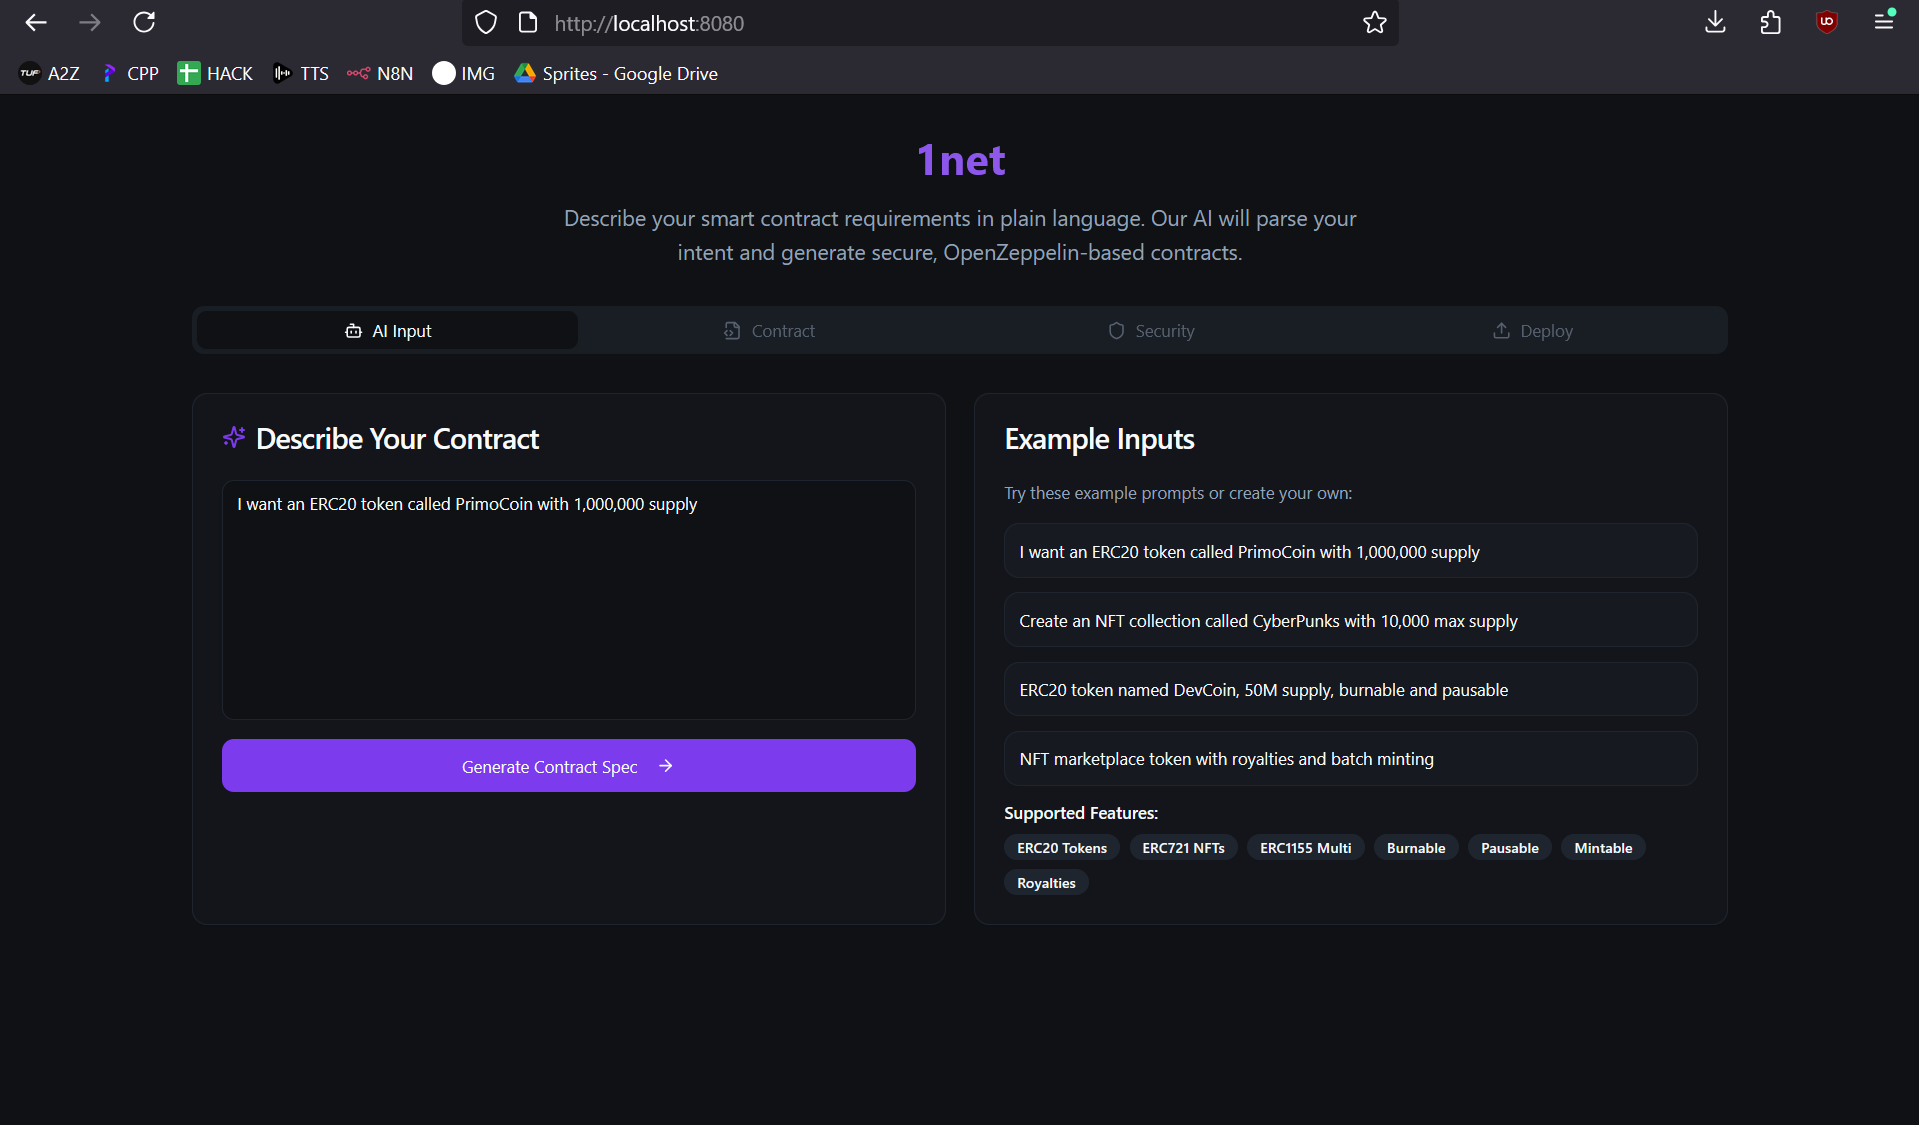 http://localhost:8080
TUF A2Z
CPP
HACK
TTS
N8N
IMG
Sprites - Google Drive
1net
Describe your smart contract requirements in plain language. Our AI will parse your
intent and generate secure, OpenZeppelin-based contracts.
AI Input
Contract
Security
Deploy
Describe Your Contract
I want an ERC20 token called PrimoCoin with 1,000,000 supply
Generate Contract Spec
Example Inputs
Try these example prompts or create your own:
I want an ERC20 token called PrimoCoin with 1,000,000 supply
Create an NFT collection called CyberPunks with 10,000 max supply
ERC20 token named DevCoin, 50M supply, burnable and pausable
NFT marketplace token with royalties and batch minting
Supported Features:
ERC20 Tokens ERC721 NFTs ERC1155 Multi Burnable Pausable Mintable
Royalties